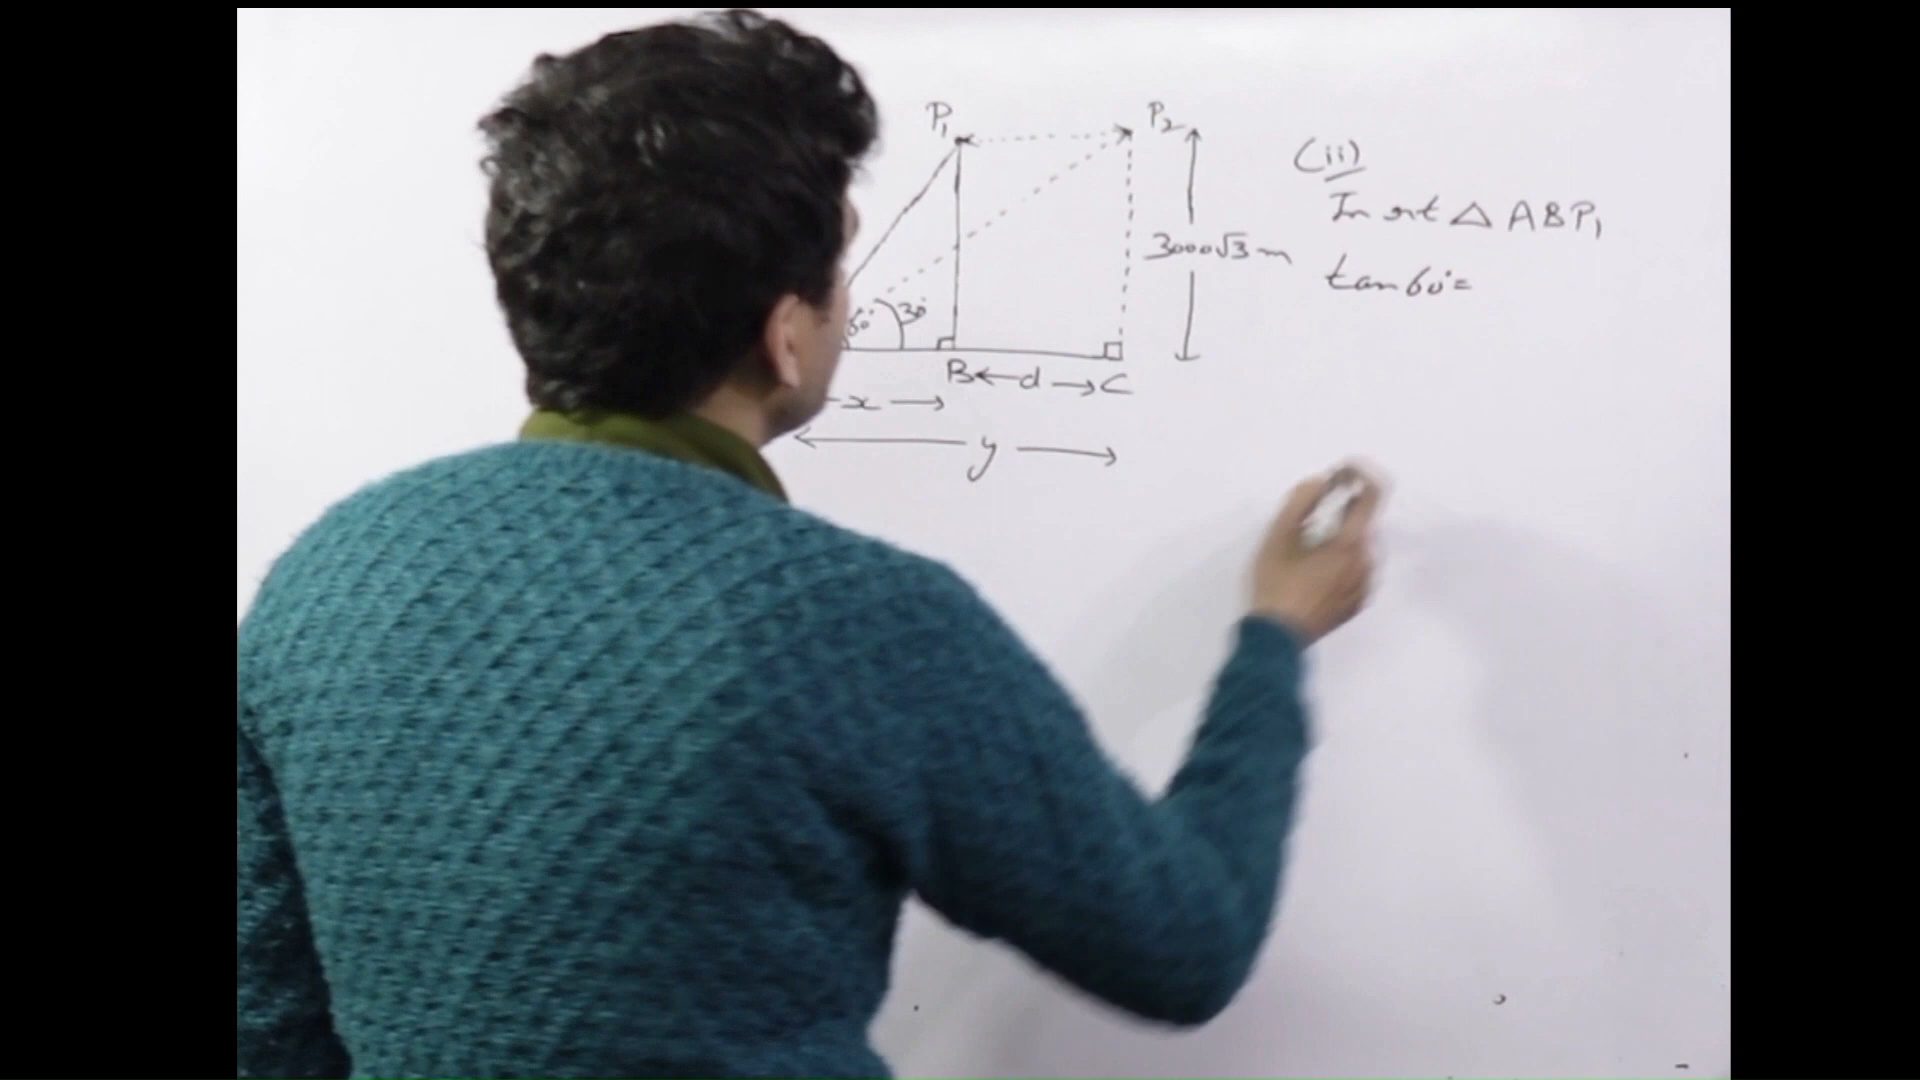 P₁
P₂
(ii)
In rt △ ABP₁
3000√3 m
tan 60° =
60° 30°
B ← d → C
x →
← y →